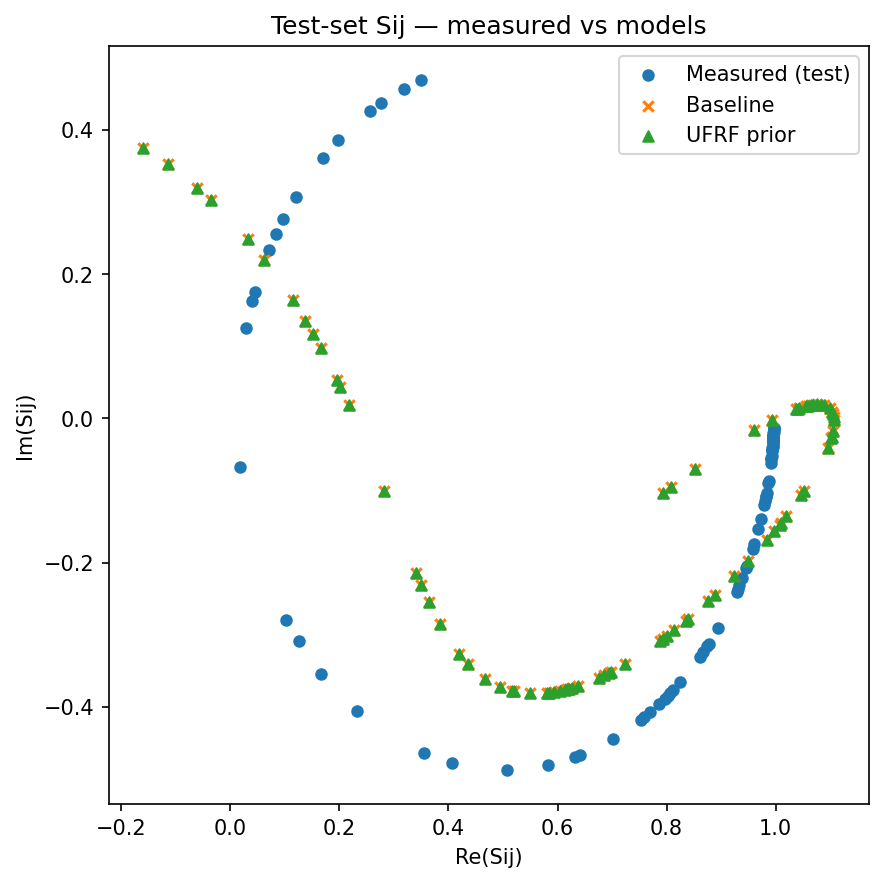 Test-set Sij — measured vs models
Measured (test)
Baseline
UFRF prior
0.4
0.2
0.0
−0.2
−0.4
Im(Sij)
−0.2 0.0 0.2 0.4 0.6 0.8 1.0
Re(Sij)